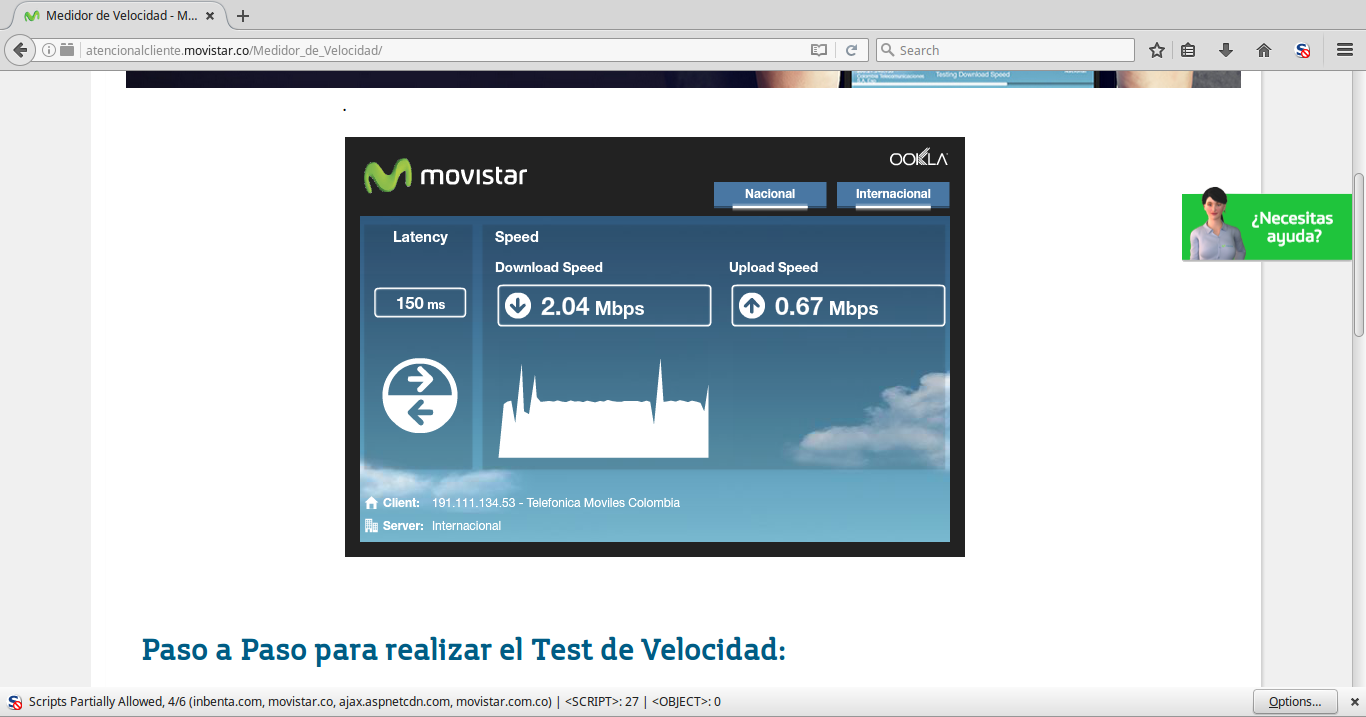 Medidor de Velocidad - M...
atencionalcliente.movistar.co/Medidor_de_Velocidad/
Search
Colombia Telecomunicaciones
S.A. Esp
Testing Download Speed
.
movistar
OOKLA
Nacional
Internacional
¿Necesitas
ayuda?
Latency
Speed
Download Speed
Upload Speed
150 ms
2.04 Mbps
0.67 Mbps
Client: 191.111.134.53 - Telefonica Moviles Colombia
Server: Internacional
Paso a Paso para realizar el Test de Velocidad:
Scripts Partially Allowed, 4/6 (inbenta.com, movistar.co, ajax.aspnetcdn.com, movistar.com.co) | <SCRIPT>: 27 | <OBJECT>: 0
Options...